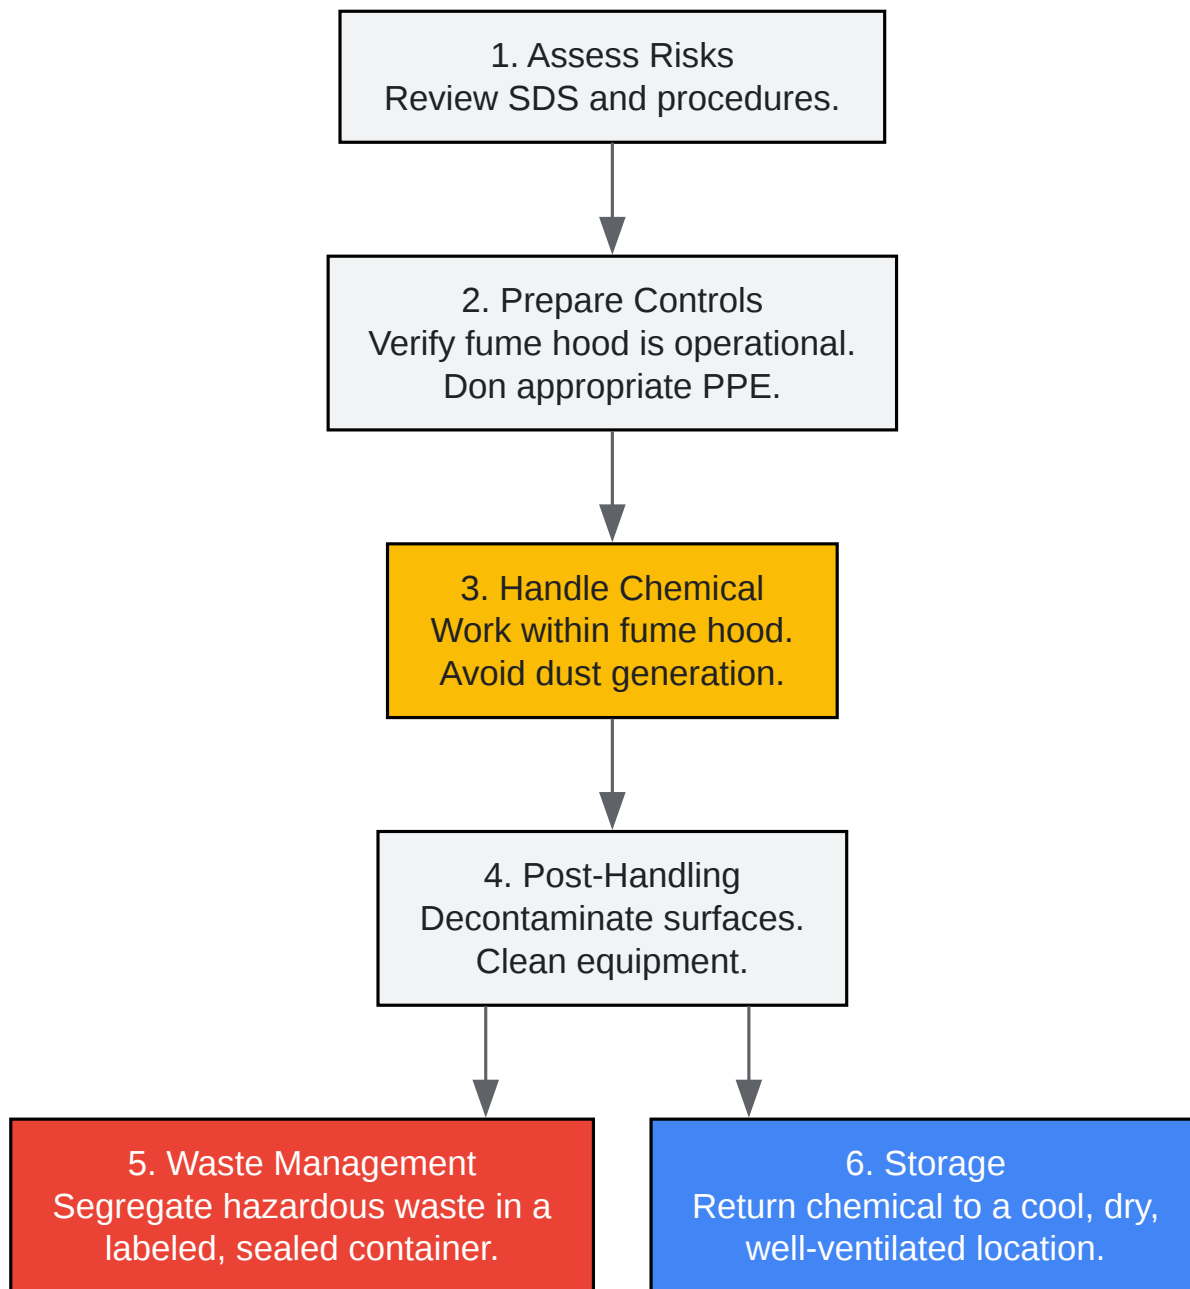 1. Assess Risks
Review SDS and procedures.
2. Prepare Controls
Verify fume hood is operational.
Don appropriate PPE.
3. Handle Chemical
Work within fume hood.
Avoid dust generation.
4. Post-Handling
Decontaminate surfaces.
Clean equipment.
5. Waste Management
Segregate hazardous waste in a
labeled, sealed container.
6. Storage
Return chemical to a cool, dry,
well-ventilated location.